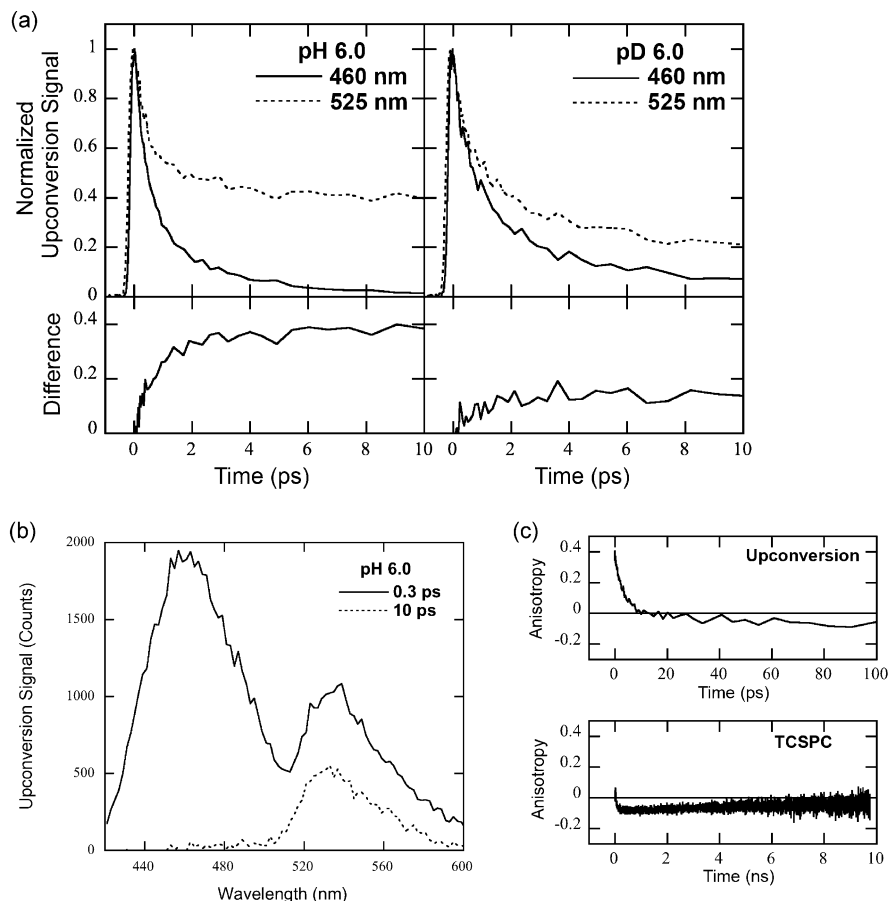 (a)
pH 6.0
460 nm
525 nm
pD 6.0
460 nm
525 nm
Normalized
Upconversion Signal
1
0.8
0.6
0.4
0.2
0
Difference
0.4
0.2
0
0 2 4 6 8 10
0 2 4 6 8 10
Time (ps)
Time (ps)
(b)
pH 6.0
0.3 ps
10 ps
Upconversion Signal (Counts)
2000
1500
1000
500
0
440 480 520 560 600
Wavelength (nm)
(c)
Upconversion
Anisotropy
0.4
0.2
0
-0.2
0 20 40 60 80 100
Time (ps)
TCSPC
Anisotropy
0.4
0.2
0
-0.2
0 2 4 6 8 10
Time (ns)